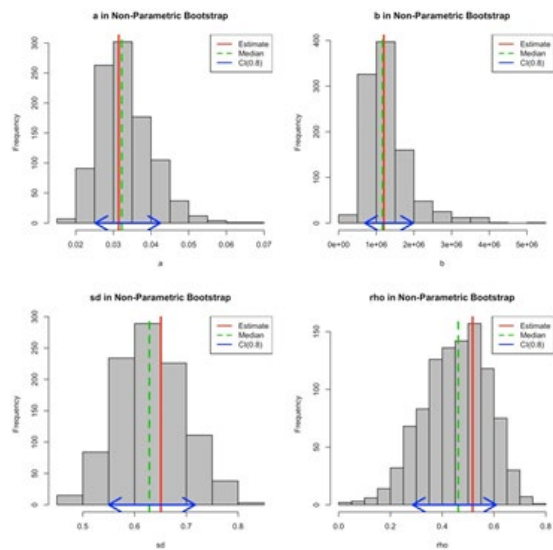 a in Non-Parametric Bootstrap
Estimate
Median
CI(0.8)
Frequency
0
50
100
150
200
250
300
0.02
0.03
0.04
0.05
0.06
0.07
a
b in Non-Parametric Bootstrap
Estimate
Median
CI(0.8)
Frequency
0
100
200
300
400
0e+00
1e+06
2e+06
3e+06
4e+06
5e+06
b
sd in Non-Parametric Bootstrap
Estimate
Median
CI(0.8)
Frequency
0
50
100
150
200
250
300
0.5
0.6
0.7
0.8
sd
rho in Non-Parametric Bootstrap
Estimate
Median
CI(0.8)
Frequency
0
50
100
150
0.0
0.2
0.4
0.6
0.8
rho